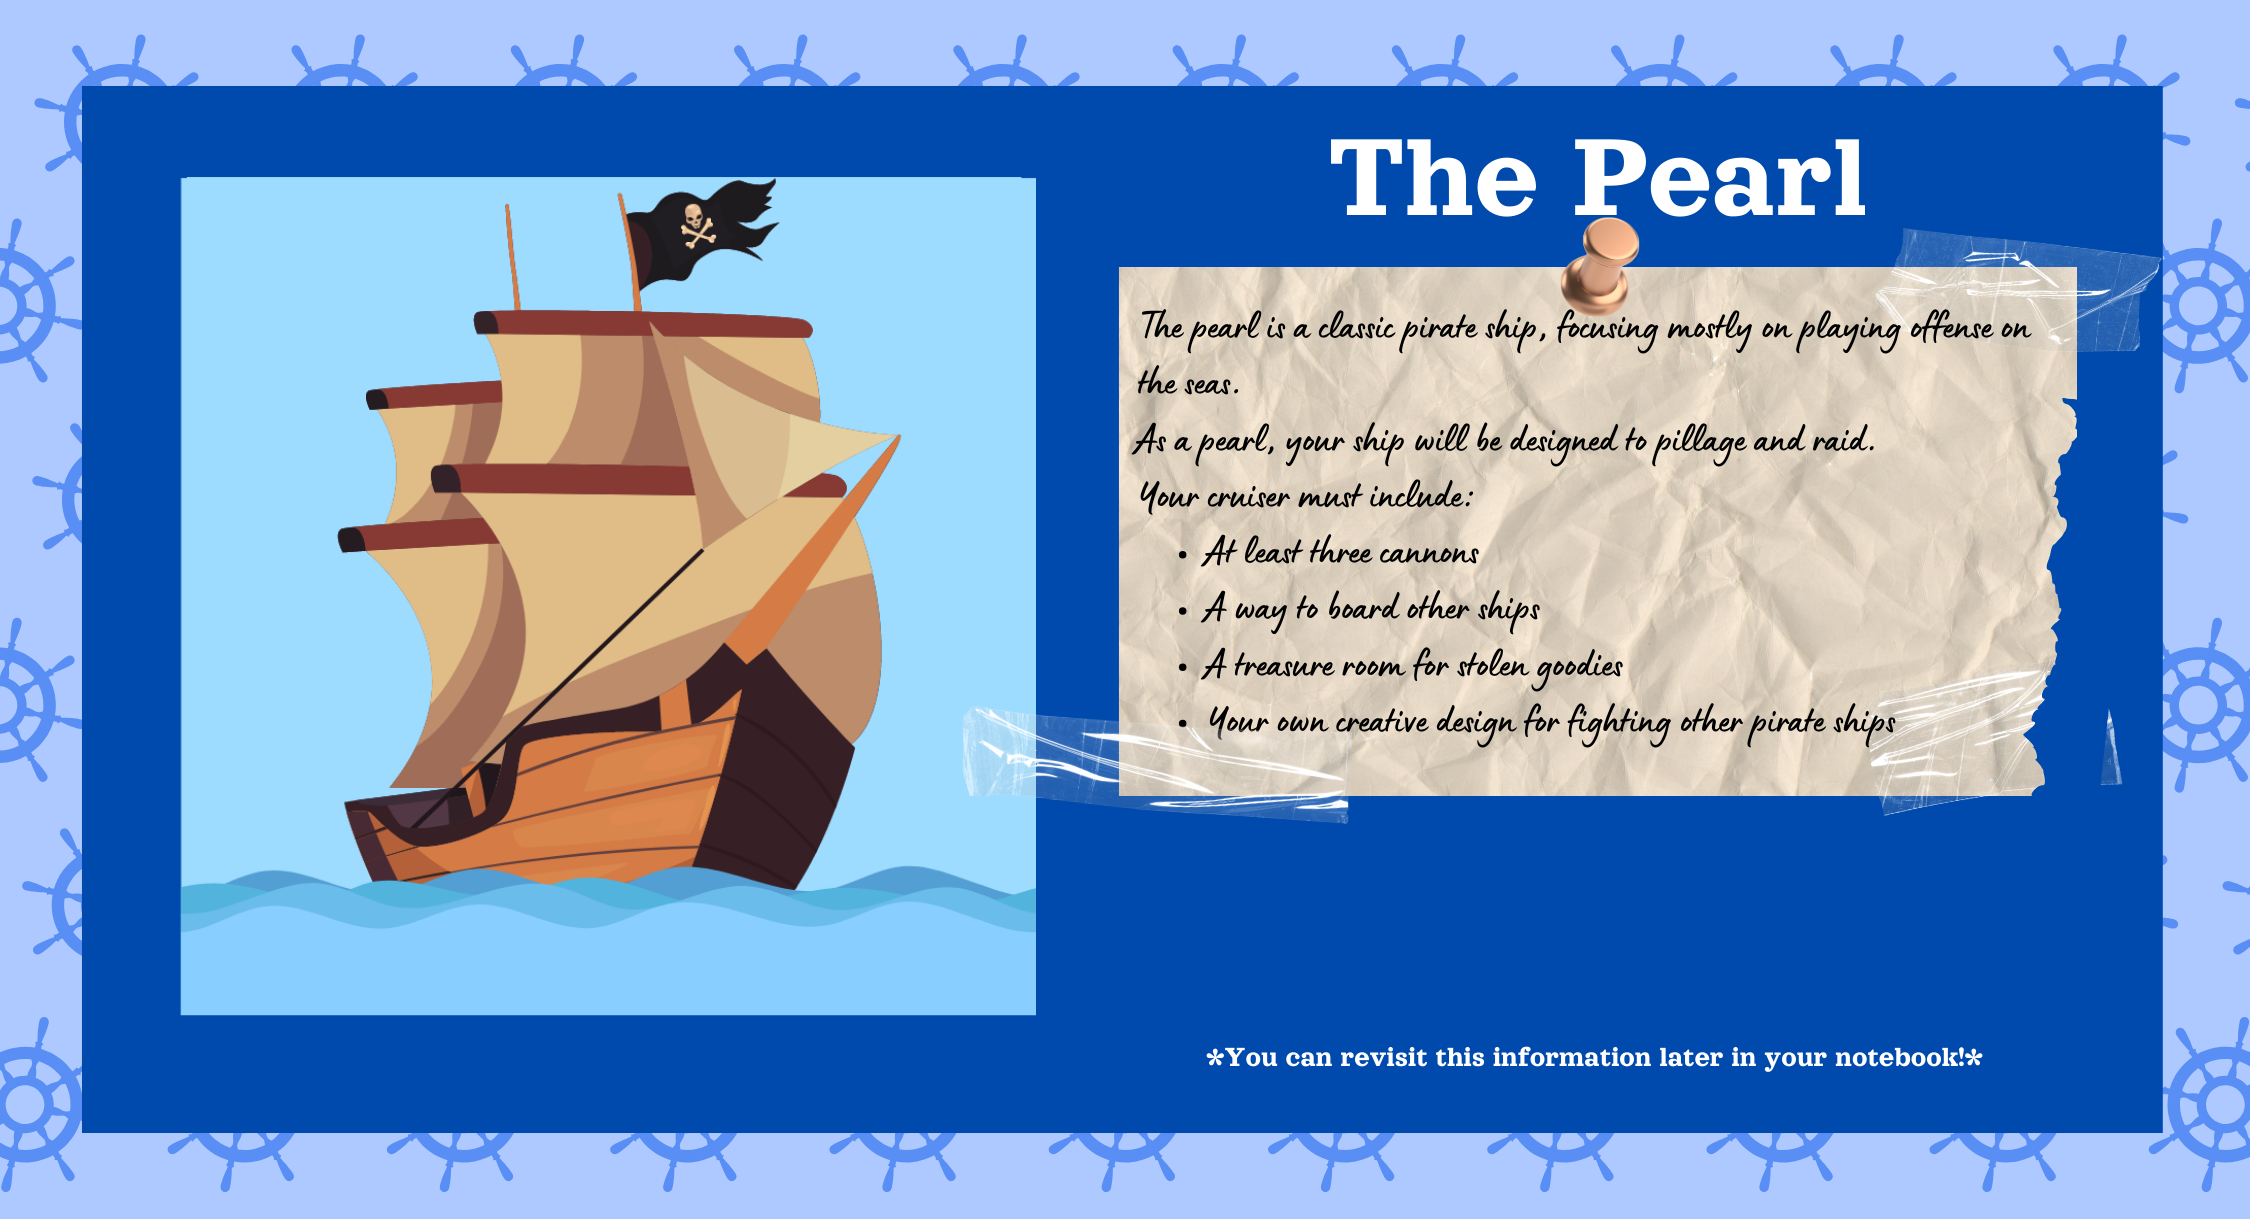 The Pearl
The pearl is a classic pirate ship, focusing mostly on playing offense on
the seas.
As a pearl, your ship will be designed to pillage and raid.
Your cruiser must include:
• At least three cannons
• A way to board other ships
• A treasure room for stolen goodies
• Your own creative design for fighting other pirate ships
*You can revisit this information later in your notebook!*